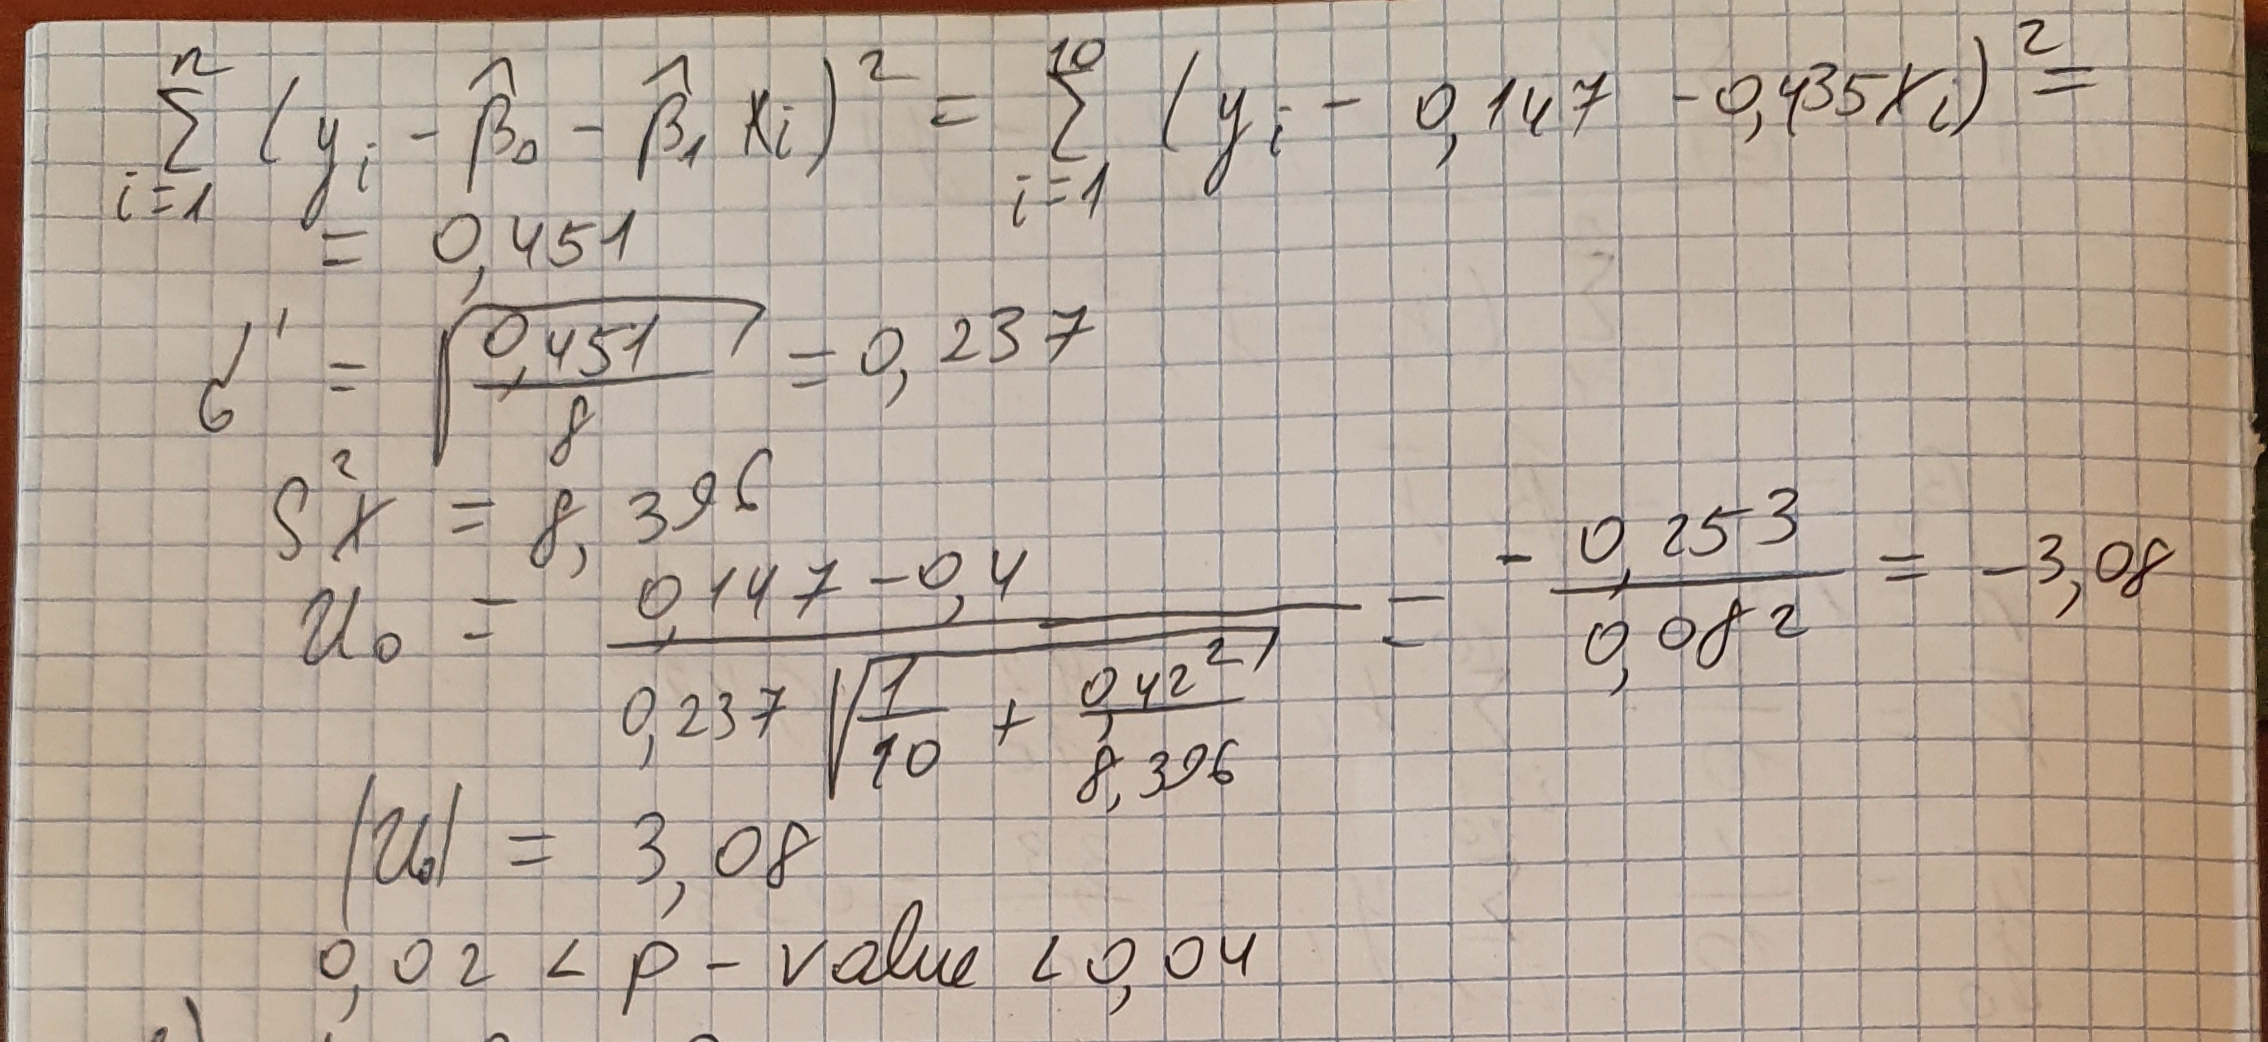 \sum_{i=1}^{n} (y_i - \hat{\beta}_0 - \hat{\beta}_1 x_i)^2 = \sum_{i=1}^{10} (y_i - 0,147 - 0,435 x_i)^2 =
= 0,451
σ' = \sqrt{\frac{0,451}{8}} = 0,237
S^2 x = 8,396
U_0 = \frac{0,147 - 0,4}{0,237 \sqrt{\frac{1}{10} + \frac{0,42^2}{8,396}}} = - \frac{0,253}{0,082} = -3,08
|U_0| = 3,08
0,02 < p - value < 0,04